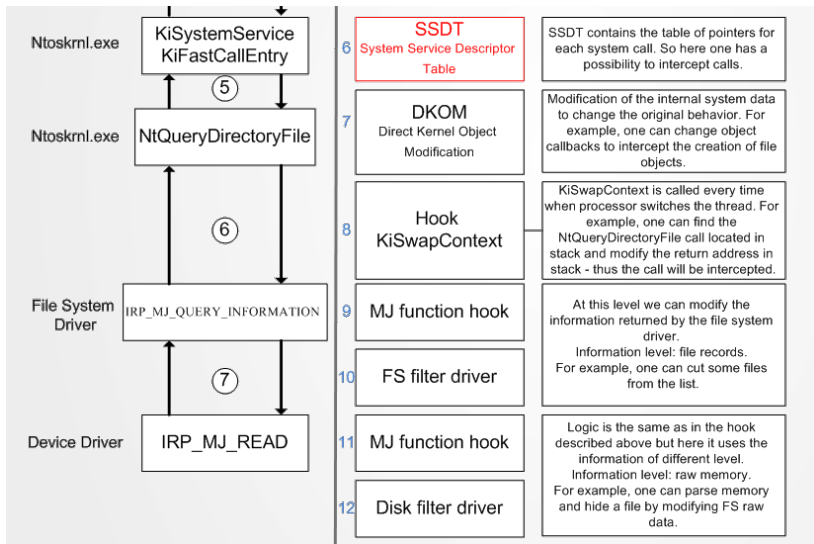 Ntoskrnl.exe
KiSystemService
KiFastCallEntry
6
SSDT
System Service Descriptor
Table
SSDT contains the table of pointers for
each system call. So here one has a
possibility to intercept calls.
5
Ntoskrnl.exe
NtQueryDirectoryFile
7
DKOM
Direct Kernel Object
Modification
Modification of the internal system data
to change the original behavior. For
example, one can change object
callbacks to intercept the creation of file
objects.
6
8
Hook
KiSwapContext
KiSwapContext is called every time
when processor switches the thread. For
example, one can find the
NtQueryDirectoryFile call located in
stack and modify the return address in
stack - thus the call will be intercepted.
File System
Driver
IRP_MJ_QUERY_INFORMATION
9
MJ function hook
At this level we can modify the
information returned by the file system
driver.
Information level: file records.
For example, one can cut some files
from the list.
7
10
FS filter driver
Device Driver
IRP_MJ_READ
11
MJ function hook
Logic is the same as in the hook
described above but here it uses the
information of different level.
Information level: raw memory.
For example, one can parse memory
and hide a file by modifying FS raw
data.
12
Disk filter driver